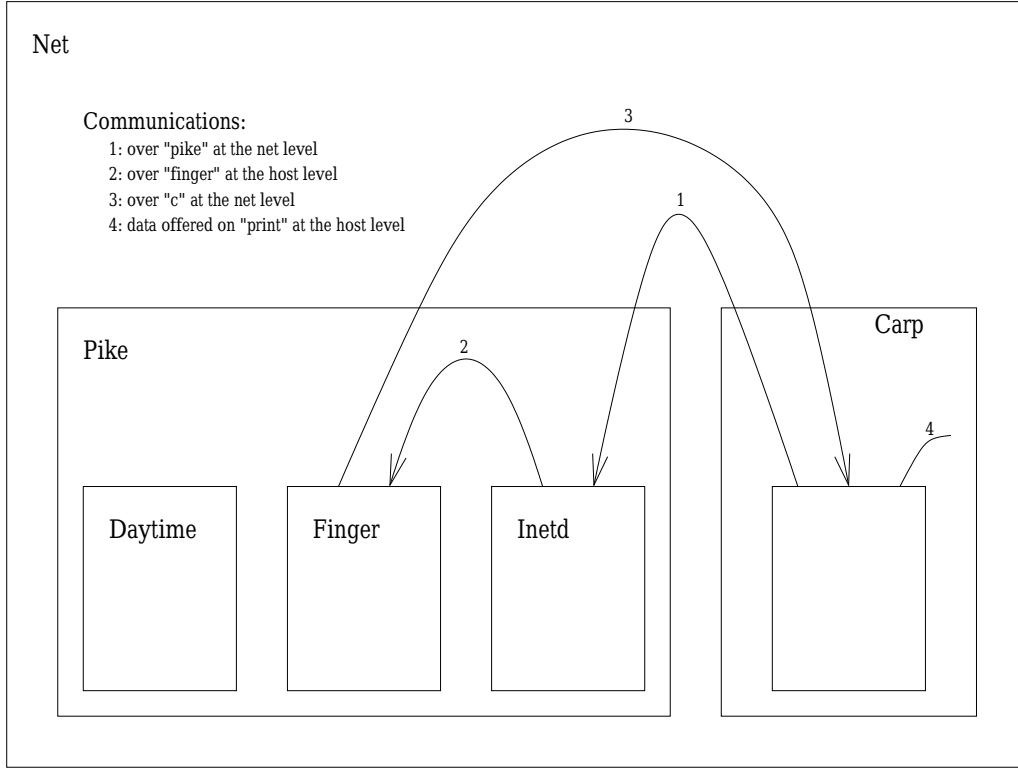 Net
Communications:
1: over "pike" at the net level
2: over "finger" at the host level
3: over "c" at the net level
4: data offered on "print" at the host level
3
1
Carp
Pike
2
4
Daytime
Finger
Inetd